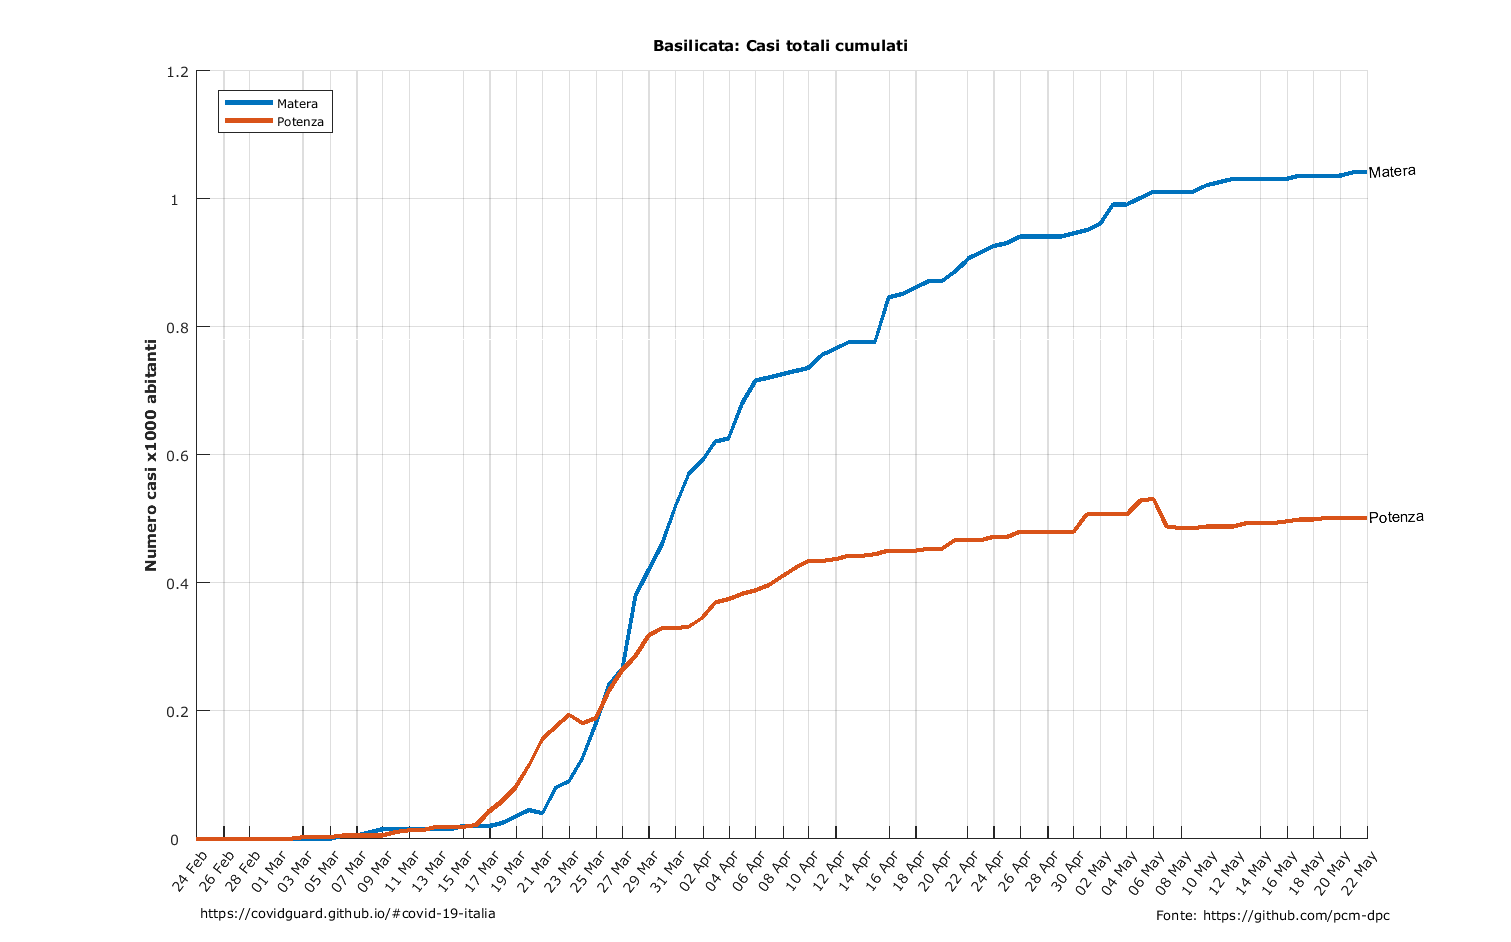 Basilicata: Casi totali cumulati
Matera
Potenza
Numero casi x1000 abitanti
1.2
1
0.8
0.6
0.4
0.2
0
Matera
Potenza
24 Feb
26 Feb
28 Feb
01 Mar
03 Mar
05 Mar
07 Mar
09 Mar
11 Mar
13 Mar
15 Mar
17 Mar
19 Mar
21 Mar
23 Mar
25 Mar
27 Mar
29 Mar
31 Mar
02 Apr
04 Apr
06 Apr
08 Apr
10 Apr
12 Apr
14 Apr
16 Apr
18 Apr
20 Apr
22 Apr
24 Apr
26 Apr
28 Apr
30 Apr
02 May
04 May
06 May
08 May
10 May
12 May
14 May
16 May
18 May
20 May
22 May
https://covidguard.github.io/#covid-19-italia
Fonte: https://github.com/pcm-dpc